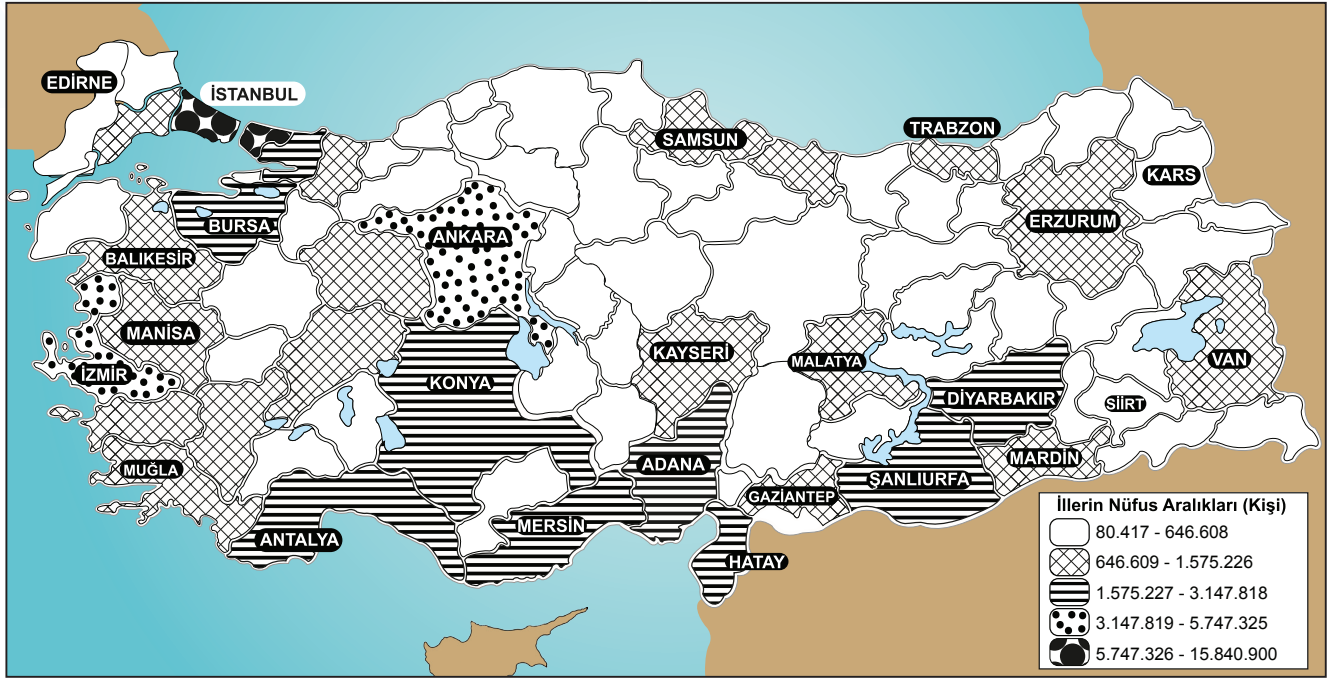 EDİRNE
İSTANBUL
SAMSUN
TRABZON
KARS
BURSA
ANKARA
ERZURUM
BALIKESİR
MANİSA
KAYSERİ
MALATYA
VAN
İZMİR
KONYA
DİYARBAKIR
SİİRT
MUĞLA
ADANA
MARDİN
ŞANLIURFA
GAZİANTEP
ANTALYA
MERSİN
HATAY
İllerin Nüfus Aralıkları (Kişi)
80.417 - 646.608
646.609 - 1.575.226
1.575.227 - 3.147.818
3.147.819 - 5.747.325
5.747.326 - 15.840.900